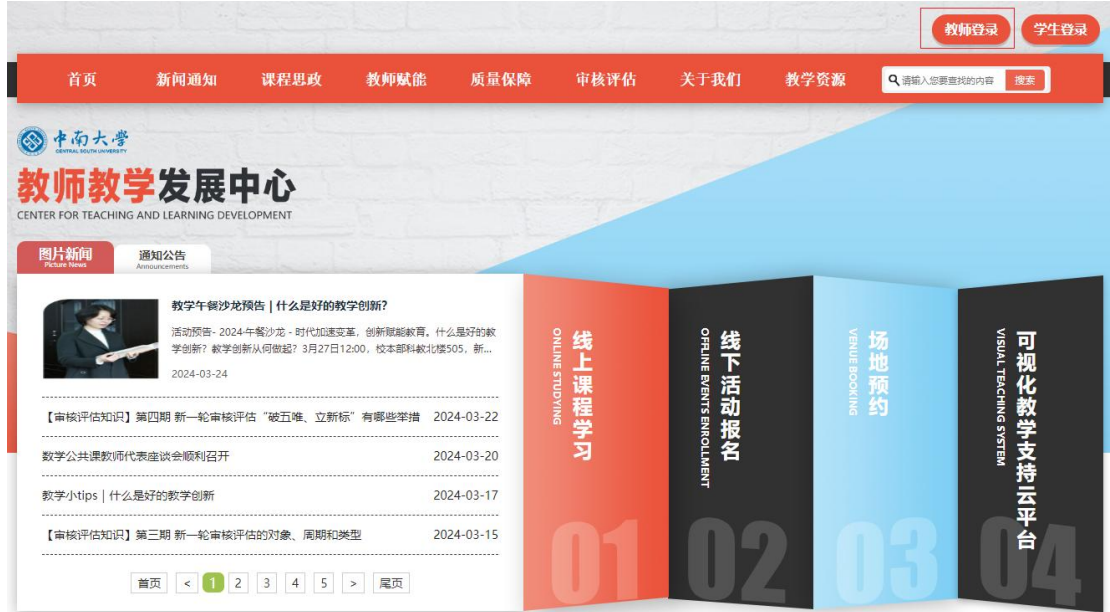 教师登录
学生登录
首页
新闻通知
课程思政
教师赋能
质量保障
审核评估
关于我们
教学资源
请输入您要查找的内容
搜索
中南大学
CENTRAL SOUTH UNIVERSITY
教师教学发展中心
CENTER FOR TEACHING AND LEARNING DEVELOPMENT
图片新闻
Picture News
通知公告
Announcements
教学午餐沙龙预告 | 什么是好的教学创新?
活动预告- 2024-午餐沙龙 - 时代加速变革，创新赋能教育。什么是好的教
学创新？教学创新从何做起？3月27日12:00，校本部科教北楼505，新...
2024-03-24
【审核评估知识】第四期 新一轮审核评估“破五唯、立新标”有哪些举措 2024-03-22
数学公共课教师代表座谈会顺利召开 2024-03-20
教学小tips | 什么是好的教学创新 2024-03-17
【审核评估知识】第三期 新一轮审核评估的对象、周期和类型 2024-03-15
首页 < 1 2 3 4 5 > 尾页
线上课程学习
ONLINE STUDYING
01
线下活动报名
OFFLINE EVENTS ENROLLMENT
02
场地预约
VENUE BOOKING
03
可视化教学支持云平台
VISUAL TEACHING SYSTEM
04